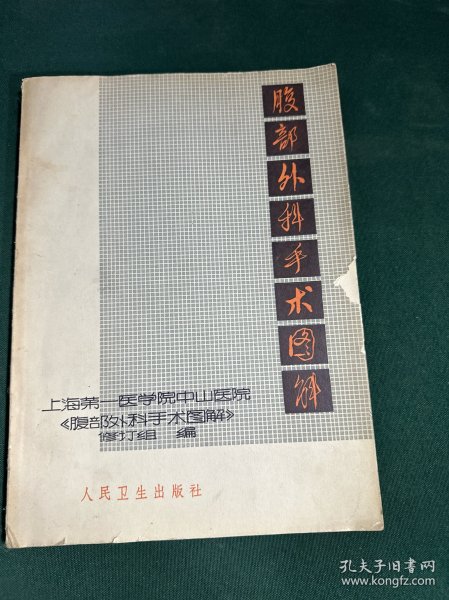 腹部外科手术图解
上海第一医学院中山医院
《腹部外科手术图解》
修订组 编
人民卫生出版社
孔夫子旧书网
www.kongfz.com